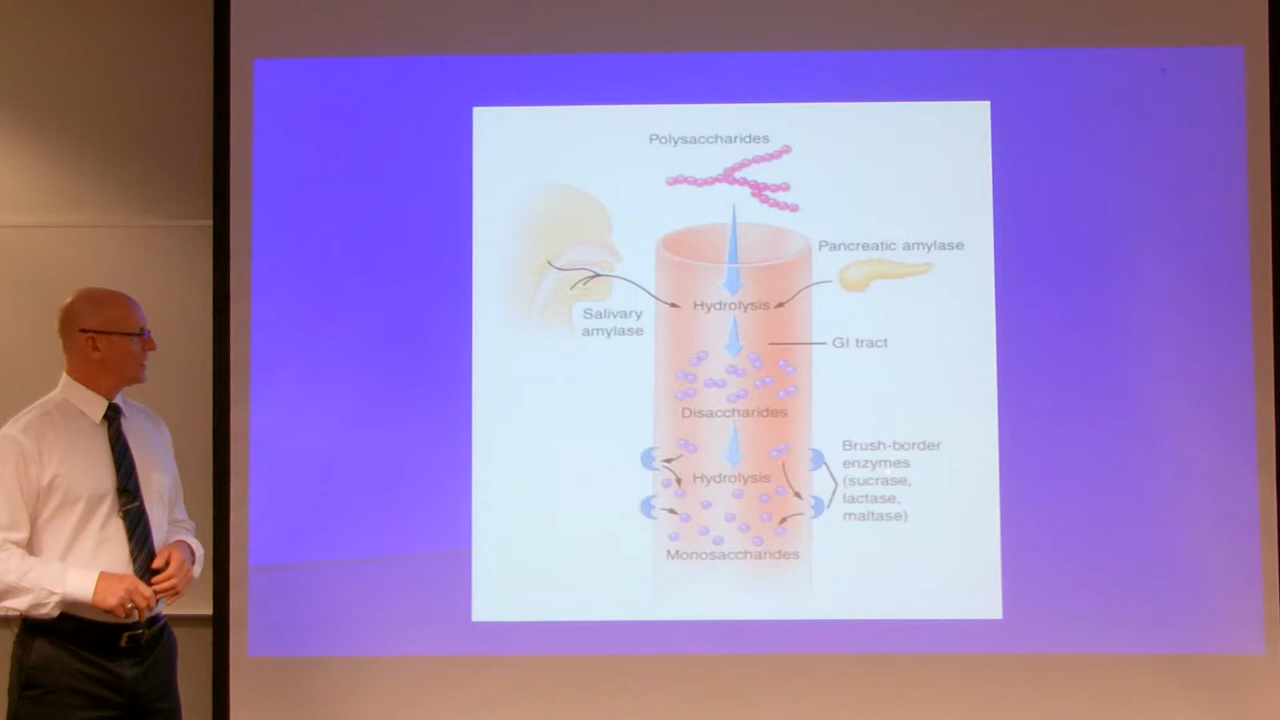 Polysaccharides
Pancreatic amylase
Hydrolysis
Salivary
amylase
GI tract
Disaccharides
Brush-border
enzymes
(sucrase,
lactase,
maltase)
Hydrolysis
Monosaccharides